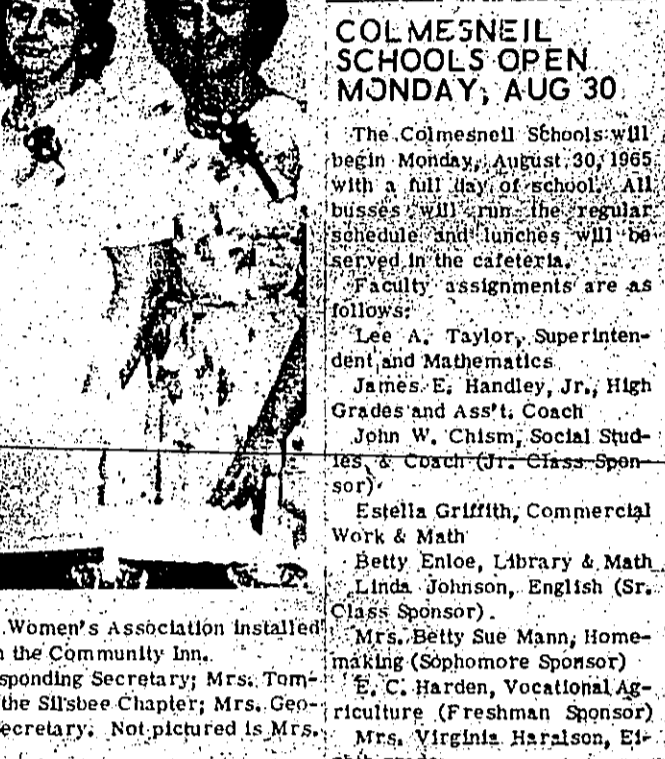 COLMESNEIL
SCHOOLS OPEN
MONDAY, AUG 30
The Colmesneil Schools will
begin Monday, August 30, 1965
with a full day of school. All
busses will run the regular
schedule and lunches will be
served in the cafeteria.
Faculty assignments are as
follows:
Lee A. Taylor, Superinten-
dent and Mathematics
James E. Handley, Jr., High
Grades and Ass't. Coach
John W. Chism, Social Stud-
ies, & Coach (Jr. Class Spon-
sor)
Estella Griffith, Commercial
Work & Math
Betty Enloe, Library & Math
Linda Johnson, English (Sr.
Class Sponsor).
Mrs. Betty Sue Mann, Home-
making (Sophomore Sponsor)
E. C. Harden, Vocational Ag-
riculture (Freshman Sponsor)
Mrs. Virginia Haralson, Ei-
Women's Association installed
the Community Inn.
sponding Secretary; Mrs. Tom-
the Silsbee Chapter; Mrs. Geo-
ecretary. Not pictured is Mrs.